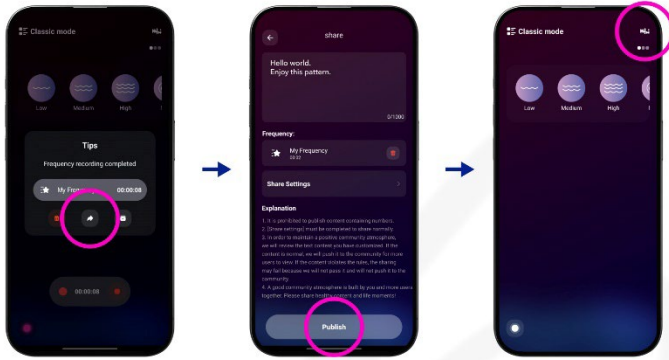 Classic mode
Low
Medium
High
Tips
Frequency recording completed
My Frequency
00:00:08
00:00:08
share
Hello world.
Enjoy this pattern.
0/1300
Frequency:
My Frequency
Share Settings
Explanation
1. It is prohibited to publish content containing numbers.
2. [Share settings] must be completed to share normally.
3. In order to maintain a positive community atmosphere,
we will review the text content you have customized. If the
content is normal, we will push it to the community for more
users to view. If the content violates the rules, the sharing
may fail because we will not pass it and will not push it to the
community.
4. A good community atmosphere is built by you and more users
together. Please share healthy content and life moments!
Publish
Classic mode
Low
Medium
High